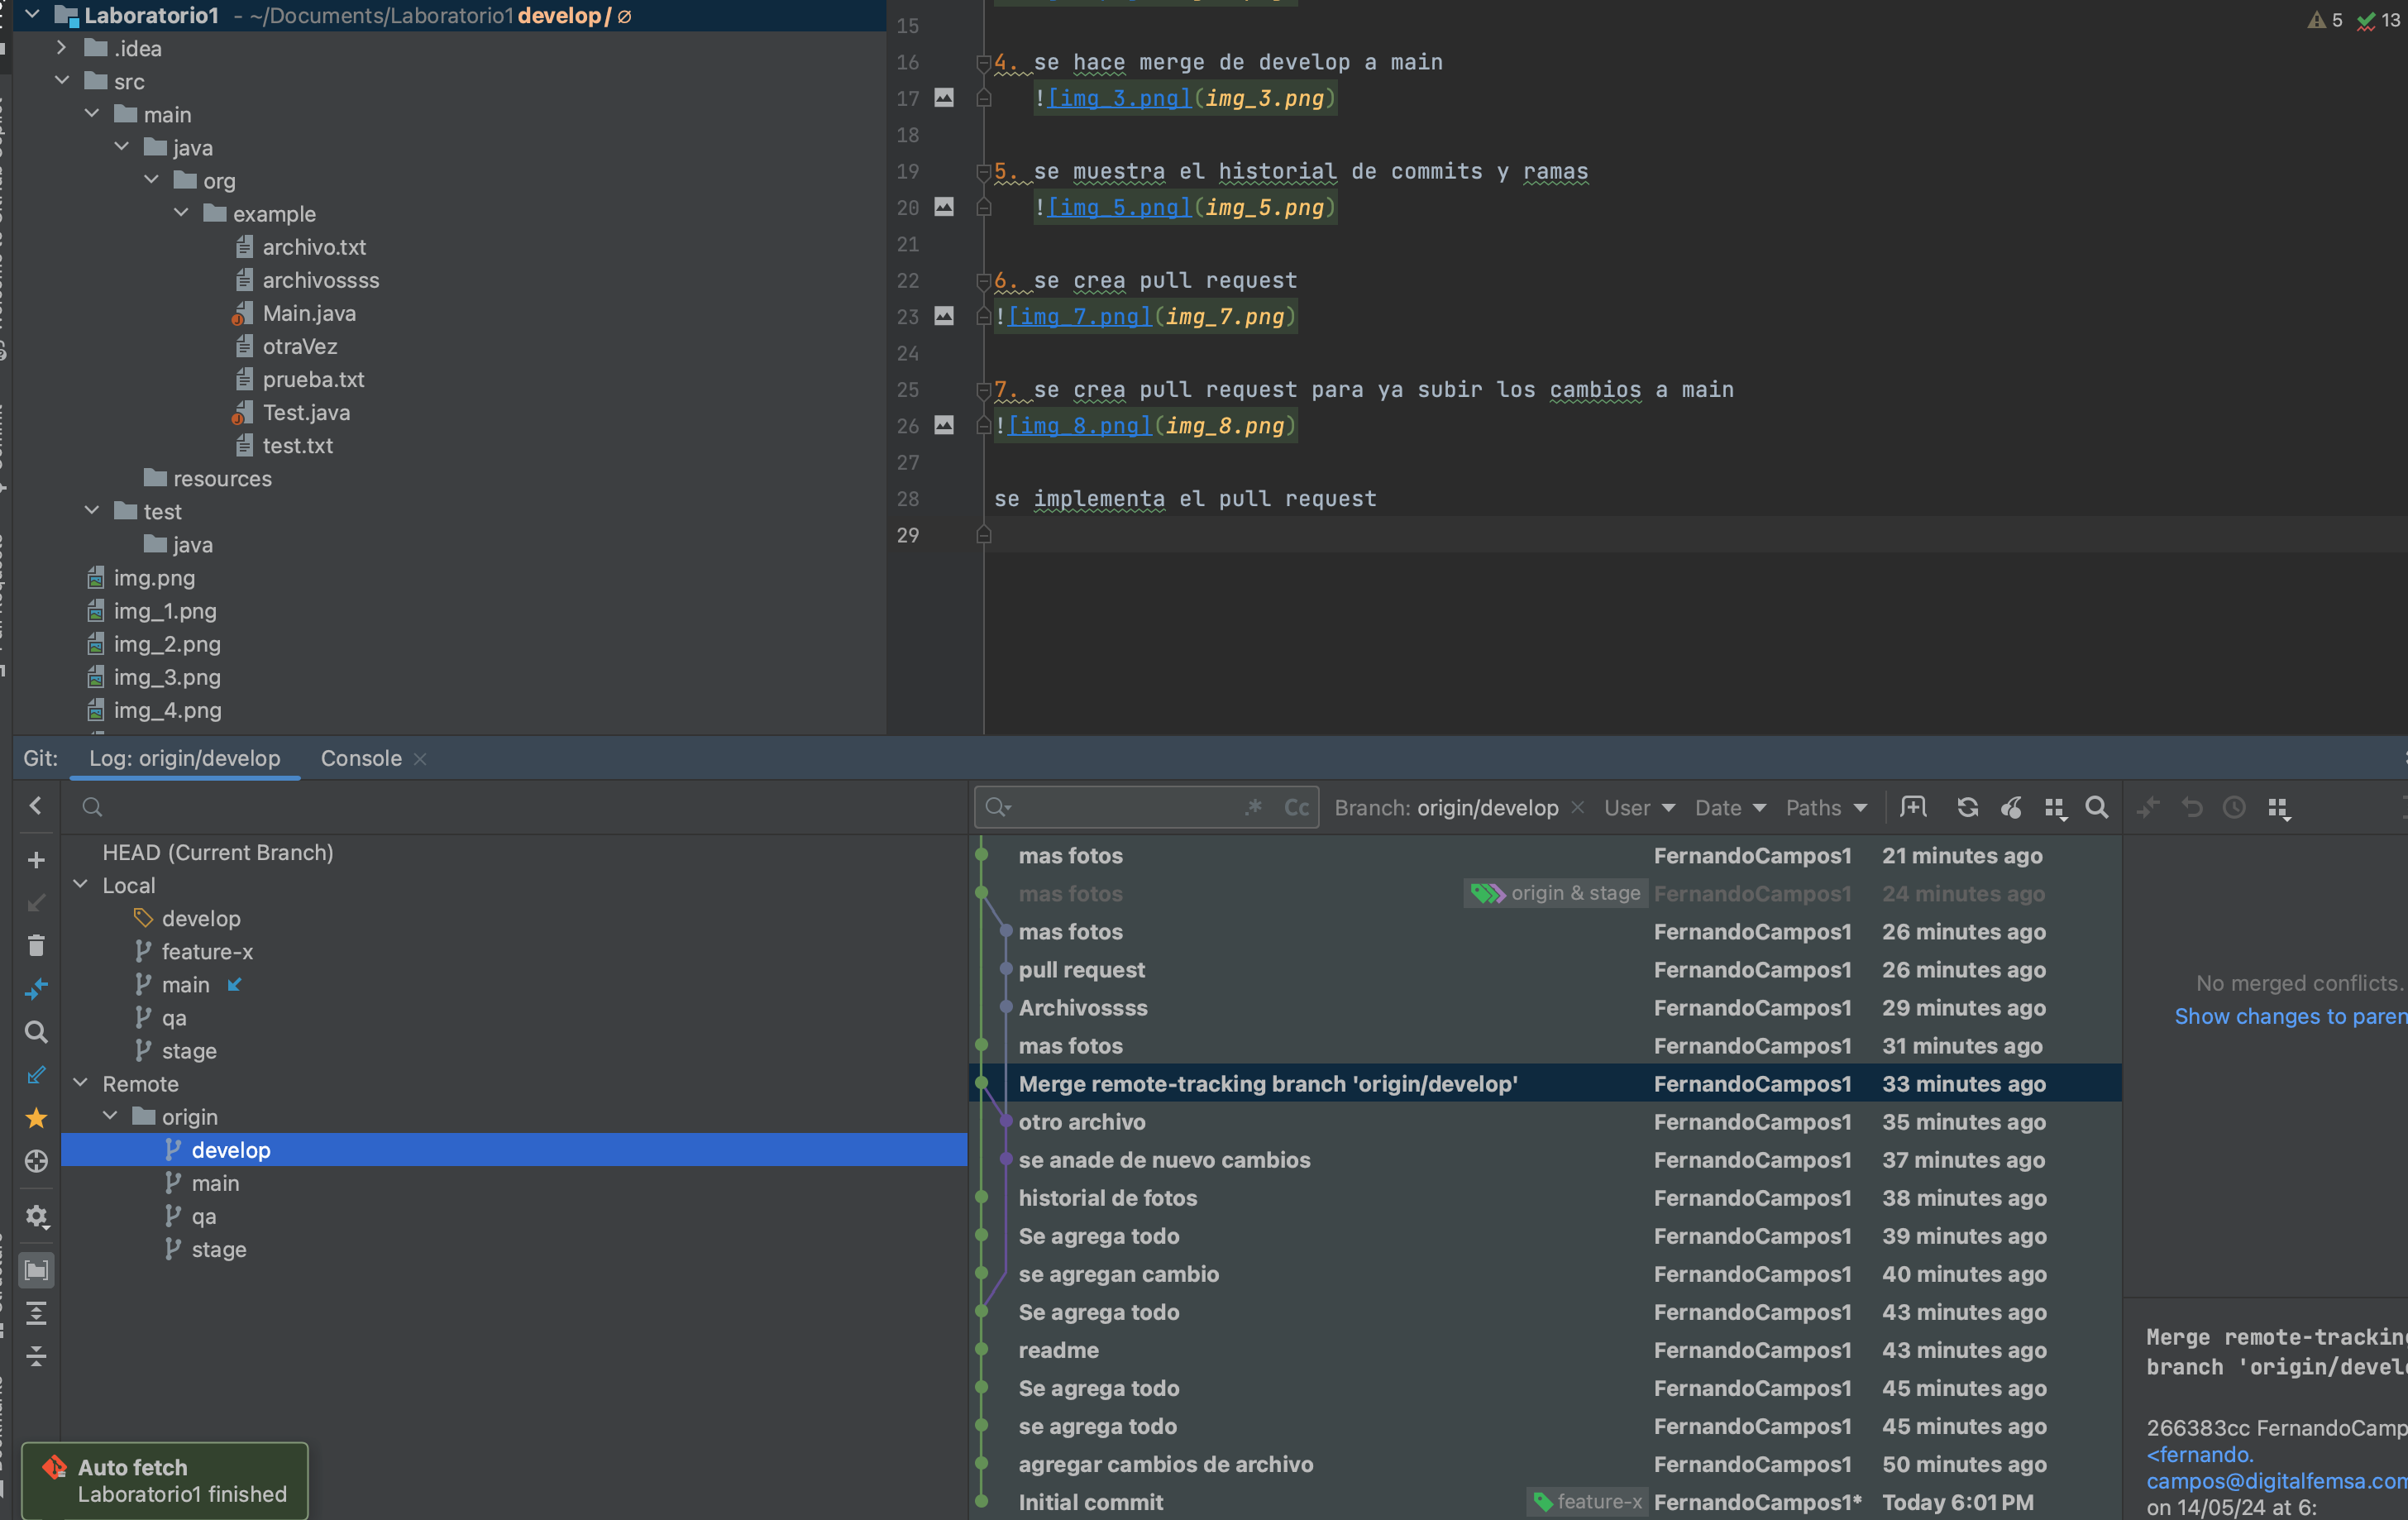 Laboratorio1 - ~/Documents/Laboratorio1 develop / ∅
.idea
src
main
java
org
example
archivo.txt
archivossss
Main.java
otraVez
prueba.txt
Test.java
test.txt
resources
test
java
img.png
img_1.png
img_2.png
img_3.png
img_4.png
5 13
15
16 4. se hace merge de develop a main
17 ![img_3.png](img_3.png)
18
19 5. se muestra el historial de commits y ramas
20 ![img_5.png](img_5.png)
21
22 6. se crea pull request
23 ![img_7.png](img_7.png)
24
25 7. se crea pull request para ya subir los cambios a main
26 ![img_8.png](img_8.png)
27
28 se implementa el pull request
29
Git: Log: origin/develop Console
HEAD (Current Branch)
Local
develop
feature-x
main
qa
stage
Remote
origin
develop
main
qa
stage
.* Cc Branch: origin/develop User Date Paths
mas fotos FernandoCampos1 21 minutes ago
mas fotos origin & stage FernandoCampos1 24 minutes ago
mas fotos FernandoCampos1 26 minutes ago
pull request FernandoCampos1 26 minutes ago
Archivossss FernandoCampos1 29 minutes ago
mas fotos FernandoCampos1 31 minutes ago
Merge remote-tracking branch 'origin/develop' FernandoCampos1 33 minutes ago
otro archivo FernandoCampos1 35 minutes ago
se anade de nuevo cambios FernandoCampos1 37 minutes ago
historial de fotos FernandoCampos1 38 minutes ago
Se agrega todo FernandoCampos1 39 minutes ago
se agregan cambio FernandoCampos1 40 minutes ago
Se agrega todo FernandoCampos1 43 minutes ago
readme FernandoCampos1 43 minutes ago
Se agrega todo FernandoCampos1 45 minutes ago
se agrega todo FernandoCampos1 45 minutes ago
agregar cambios de archivo FernandoCampos1 50 minutes ago
Initial commit feature-x FernandoCampos1* Today 6:01 PM
No merged conflicts.
Show changes to paren
Merge remote-tracking
branch 'origin/devel
266383cc FernandoCamp
<fernando.
campos@digitalfemsa.com
on 14/05/24 at 6:
Auto fetch
Laboratorio1 finished